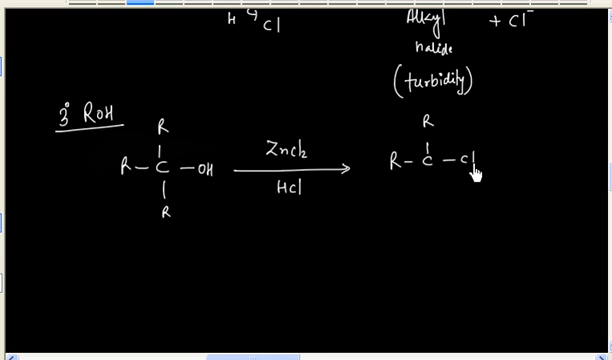 H Cl
Alkyl + Cl⁻
halide
(turbidity)
3° ROH
R
R
R – C – OH
ZnCl₂
HCl
R – C – Cl
R